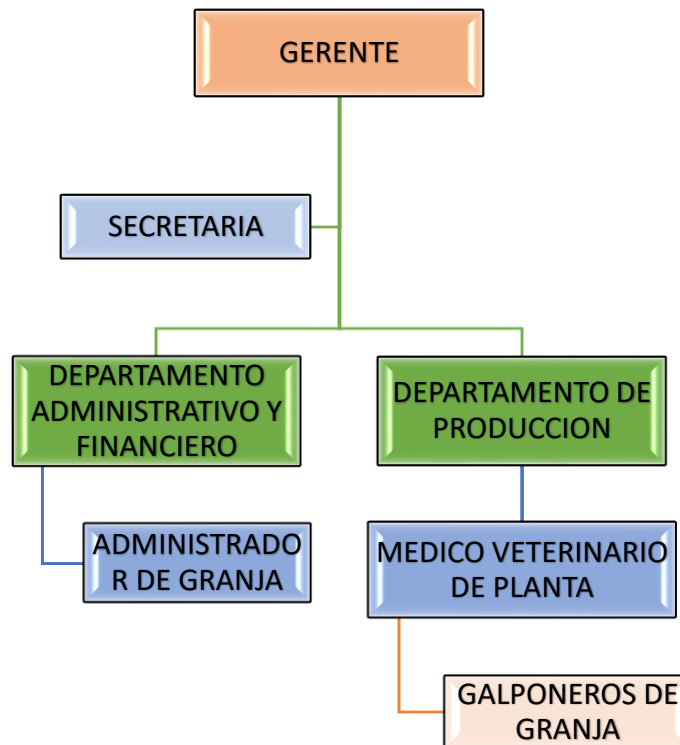 GERENTE
SECRETARIA
DEPARTAMENTO
ADMINISTRATIVO Y
FINANCIERO
DEPARTAMENTO DE
PRODUCCION
ADMINISTRADO
R DE GRANJA
MEDICO VETERINARIO
DE PLANTA
GALPONEROS DE
GRANJA